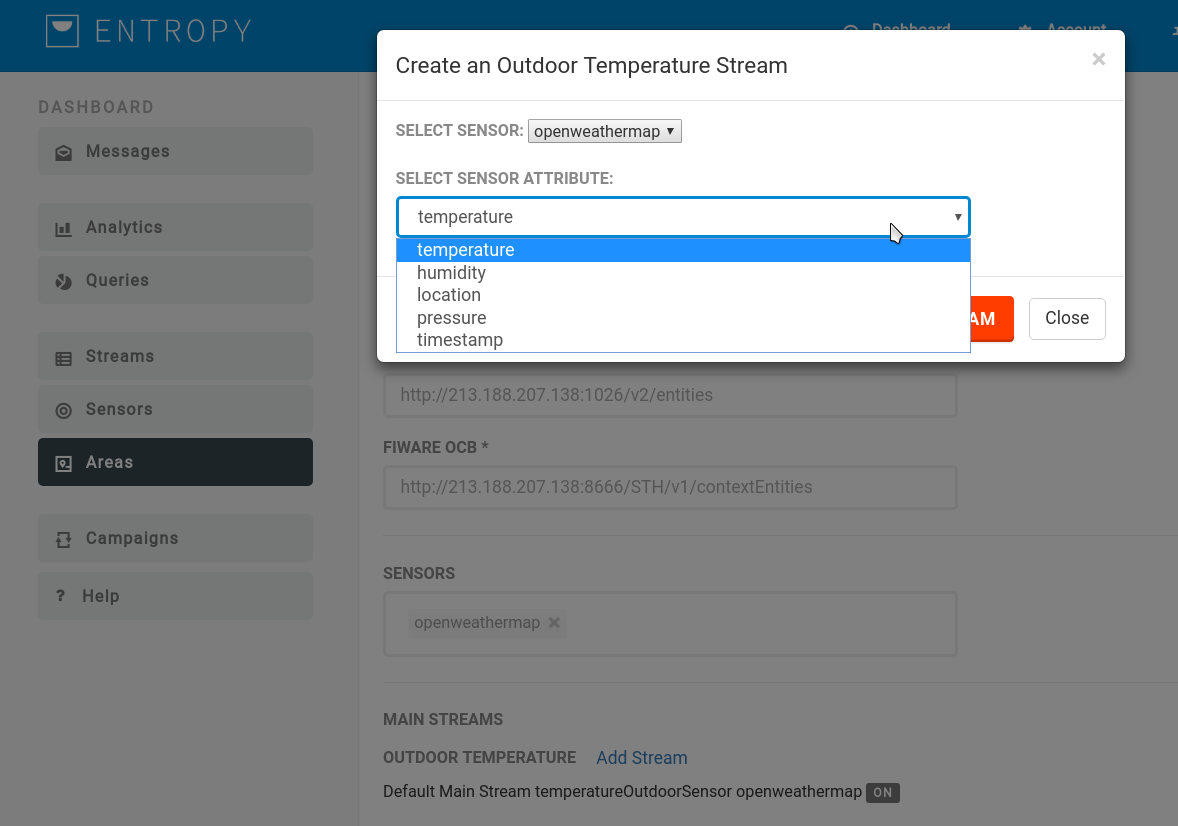 ENTROPY
Dashboard
Account
Create an Outdoor Temperature Stream
×
SELECT SENSOR: openweathermap
SELECT SENSOR ATTRIBUTE:
temperature
temperature
humidity
location
pressure
timestamp
AM
Close
DASHBOARD
Messages
Analytics
Queries
Streams
Sensors
Areas
Campaigns
? Help
http://213.188.207.138:1026/v2/entities
FIWARE OCB *
http://213.188.207.138:8666/STH/v1/contextEntities
SENSORS
openweathermap ×
MAIN STREAMS
OUTDOOR TEMPERATURE Add Stream
Default Main Stream temperatureOutdoorSensor openweathermap ON